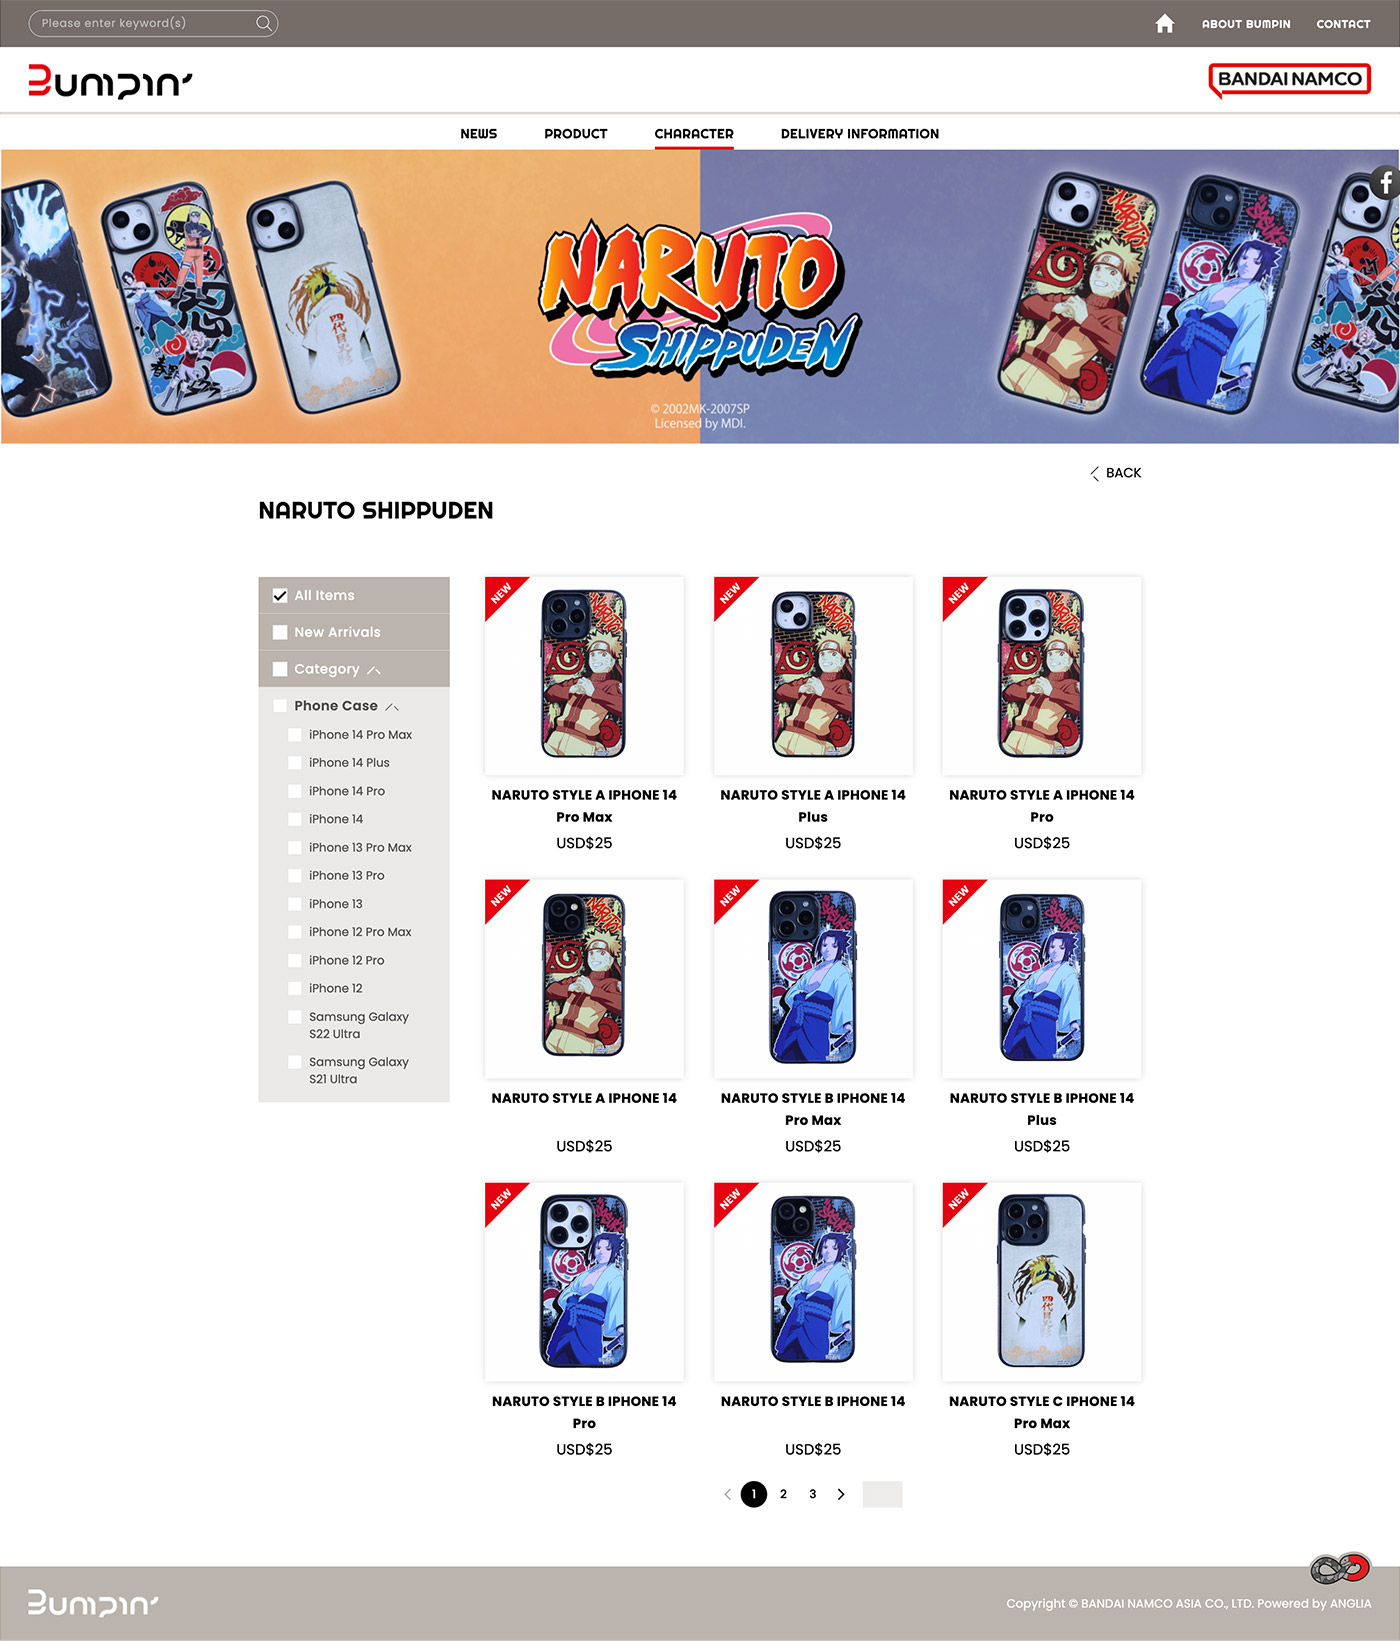 Please enter keyword(s)
ABOUT BUMPIN
CONTACT
Bumpin'
BANDAI NAMCO
NEWS
PRODUCT
CHARACTER
DELIVERY INFORMATION
NARUTO
SHIPPUDEN
© 2002MK-2007SP
Licensed by MDI.
BACK
NARUTO SHIPPUDEN
All Items
New Arrivals
Category
Phone Case
iPhone 14 Pro Max
iPhone 14 Plus
iPhone 14 Pro
iPhone 14
iPhone 13 Pro Max
iPhone 13 Pro
iPhone 13
iPhone 12 Pro Max
iPhone 12 Pro
iPhone 12
Samsung Galaxy
S22 Ultra
Samsung Galaxy
S21 Ultra
NEW
NARUTO STYLE A IPHONE 14
Pro Max
USD$25
NEW
NARUTO STYLE A IPHONE 14
Plus
USD$25
NEW
NARUTO STYLE A IPHONE 14
Pro
USD$25
NEW
NARUTO STYLE A IPHONE 14
USD$25
NEW
NARUTO STYLE B IPHONE 14
Pro Max
USD$25
NEW
NARUTO STYLE B IPHONE 14
Plus
USD$25
NEW
NARUTO STYLE B IPHONE 14
Pro
USD$25
NEW
NARUTO STYLE B IPHONE 14
USD$25
NEW
NARUTO STYLE C IPHONE 14
Pro Max
USD$25
1 2 3
Bumpin'
Copyright © BANDAI NAMCO ASIA CO., LTD. Powered by ANGLIA